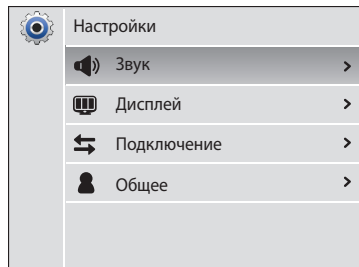 Настройки
Звук
Дисплей
Подключение
Общее